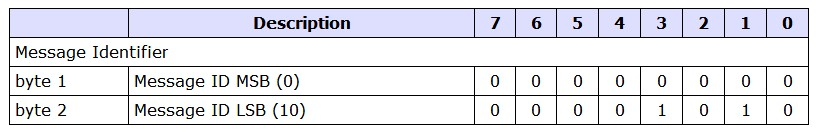 Description 7 6 5 4 3 2 1 0
Message Identifier
byte 1 Message ID MSB (0) 0 0 0 0 0 0 0 0
byte 2 Message ID LSB (10) 0 0 0 0 1 0 1 0